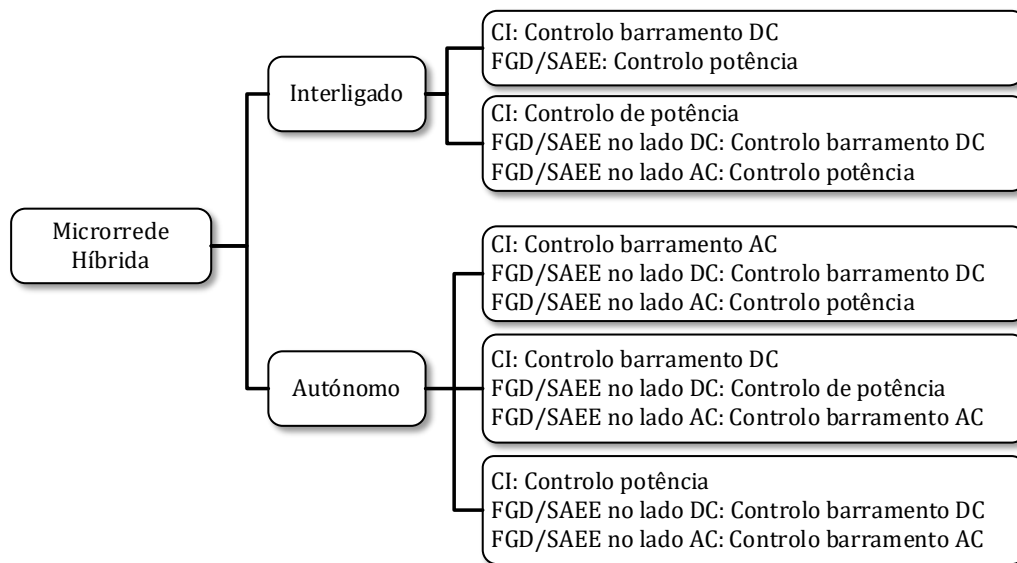 Microrrede
Híbrida
Interligado
CI: Controlo barramento DC
FGD/SAEE: Controlo potência
CI: Controlo de potência
FGD/SAEE no lado DC: Controlo barramento DC
FGD/SAEE no lado AC: Controlo potência
Autónomo
CI: Controlo barramento AC
FGD/SAEE no lado DC: Controlo barramento DC
FGD/SAEE no lado AC: Controlo potência
CI: Controlo barramento DC
FGD/SAEE no lado DC: Controlo de potência
FGD/SAEE no lado AC: Controlo barramento AC
CI: Controlo potência
FGD/SAEE no lado DC: Controlo barramento DC
FGD/SAEE no lado AC: Controlo barramento AC